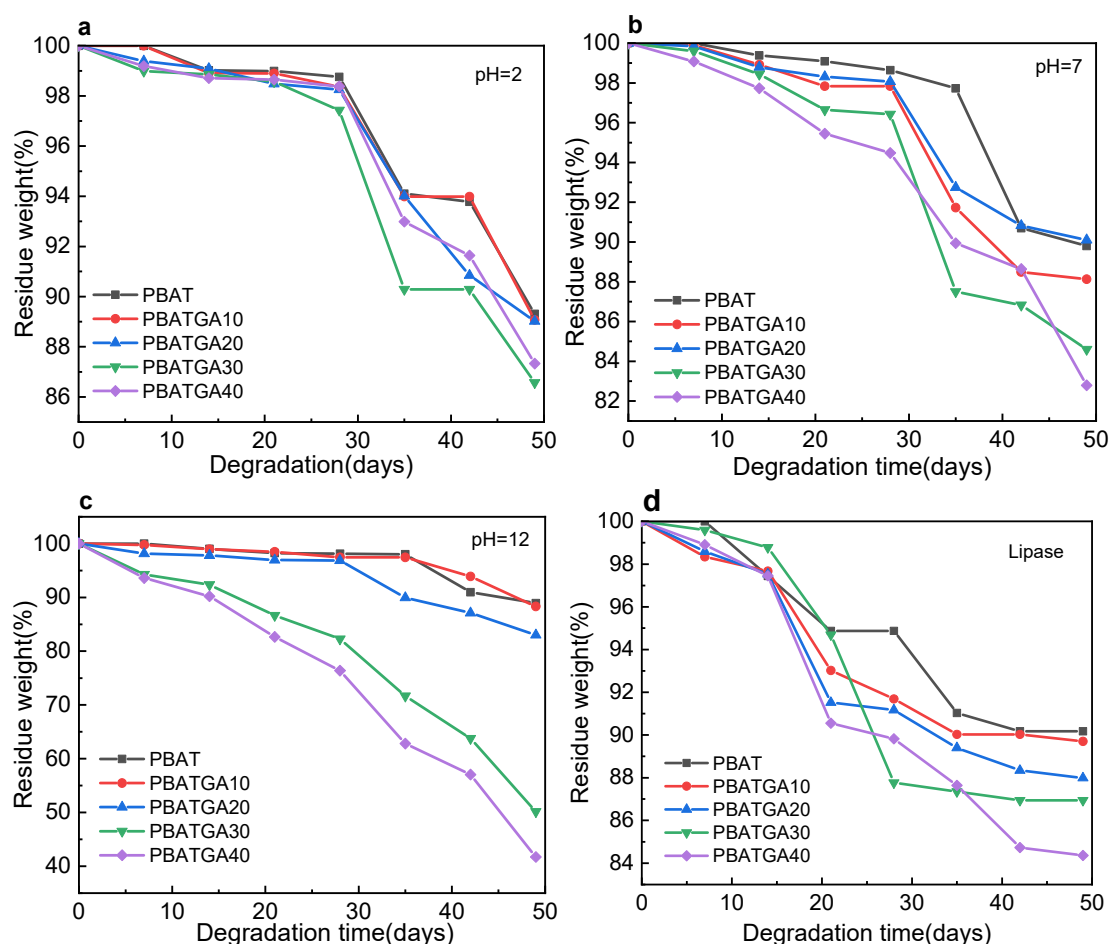 a
pH=2
Residue weight(%)
100
98
96
94
92
90
88
86
PBAT
PBATGA10
PBATGA20
PBATGA30
PBATGA40
0 10 20 30 40 50
Degradation(days)
b
pH=7
Residue weight(%)
100
98
96
94
92
90
88
86
84
82
PBAT
PBATGA10
PBATGA20
PBATGA30
PBATGA40
0 10 20 30 40 50
Degradation time(days)
c
pH=12
Residue weight(%)
100
90
80
70
60
50
40
PBAT
PBATGA10
PBATGA20
PBATGA30
PBATGA40
0 10 20 30 40 50
Degradation time(days)
d
Lipase
Residue weight(%)
100
98
96
94
92
90
88
86
84
PBAT
PBATGA10
PBATGA20
PBATGA30
PBATGA40
0 10 20 30 40 50
Degradation time(days)